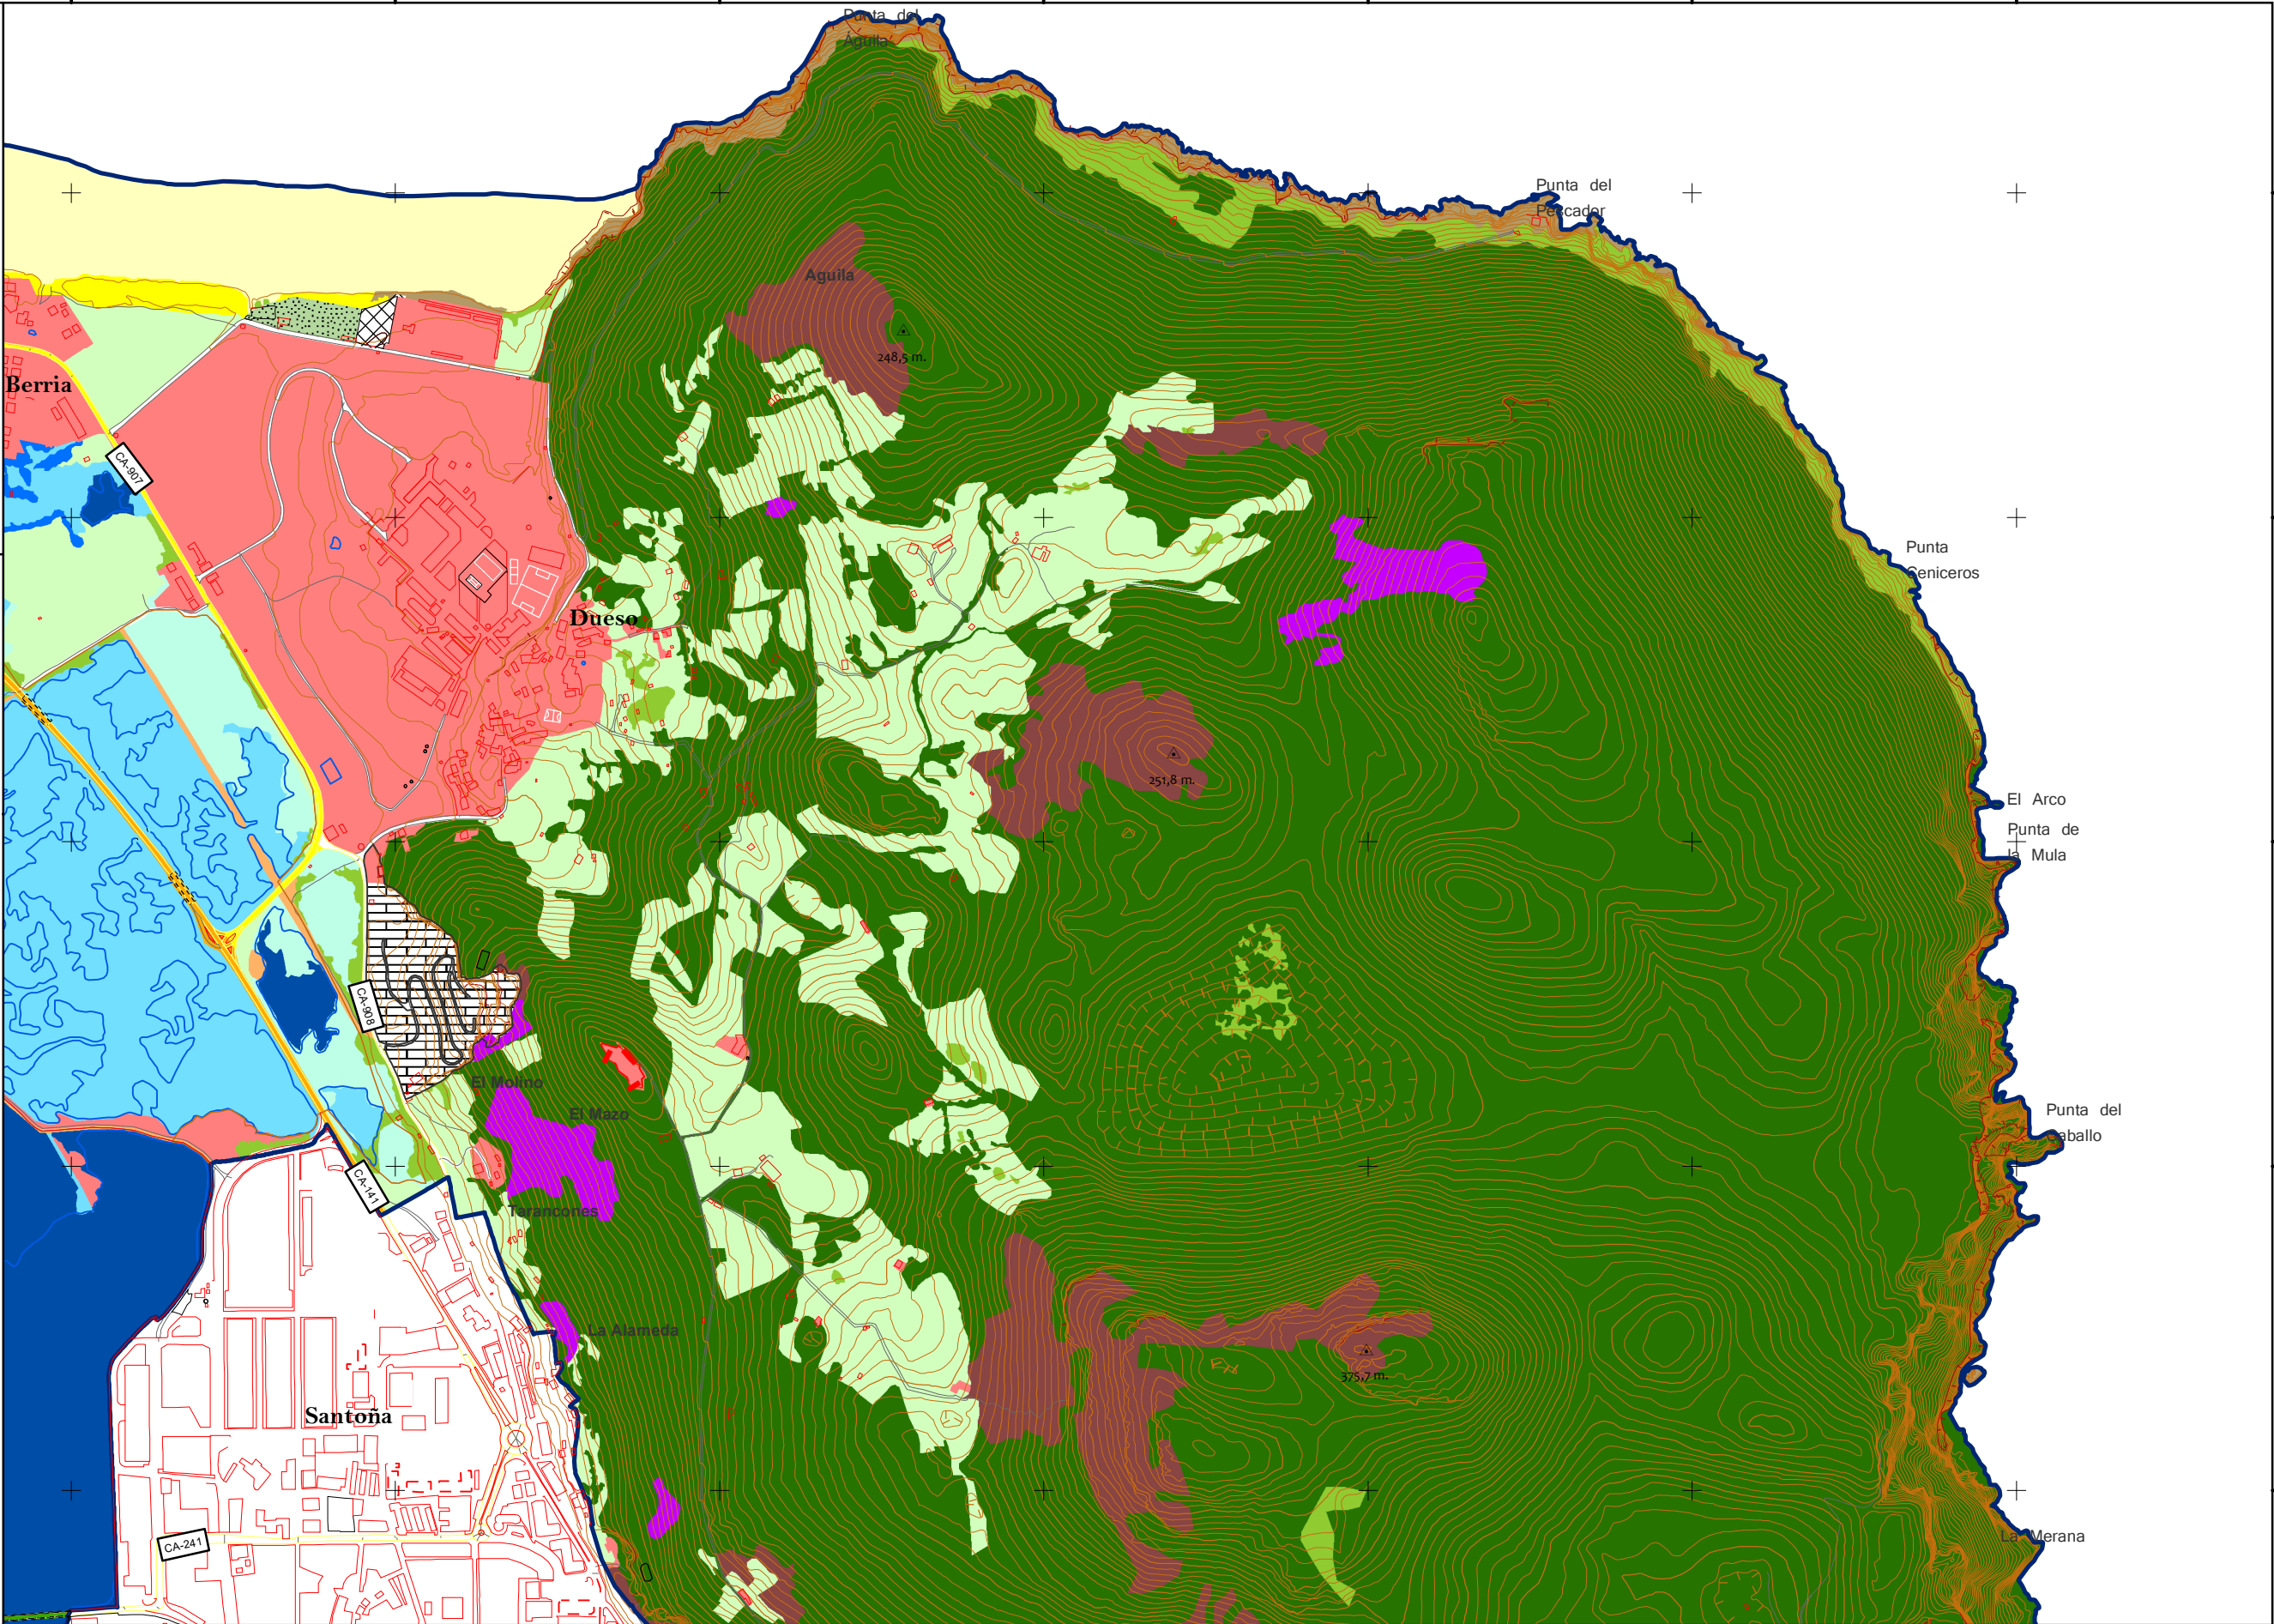 Punta del
Águila
Punta del
Pescador
Aguila
248,5 m.
Berria
CA-907
Punta
Ceniceros
Dueso
251,8 m.
El Arco
Punta de
la Mula
CA-908
El Molino
El Mazo
Punta del
Caballo
CA-141
Tarancones
La Alameda
375,7 m.
Santoña
CA-241
La Merana